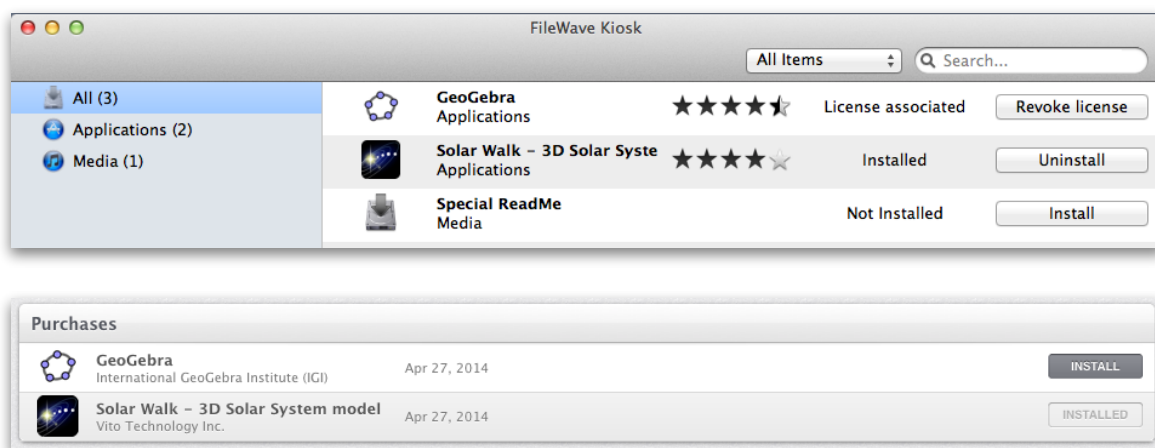 FileWave Kiosk
All Items Search...
All (3)
Applications (2)
Media (1)
GeoGebra
Applications
License associated Revoke license
Solar Walk – 3D Solar Syste
Applications
Installed Uninstall
Special ReadMe
Media
Not Installed Install
Purchases
GeoGebra
International GeoGebra Institute (IGI)
Apr 27, 2014 INSTALL
Solar Walk – 3D Solar System model
Vito Technology Inc.
Apr 27, 2014 INSTALLED